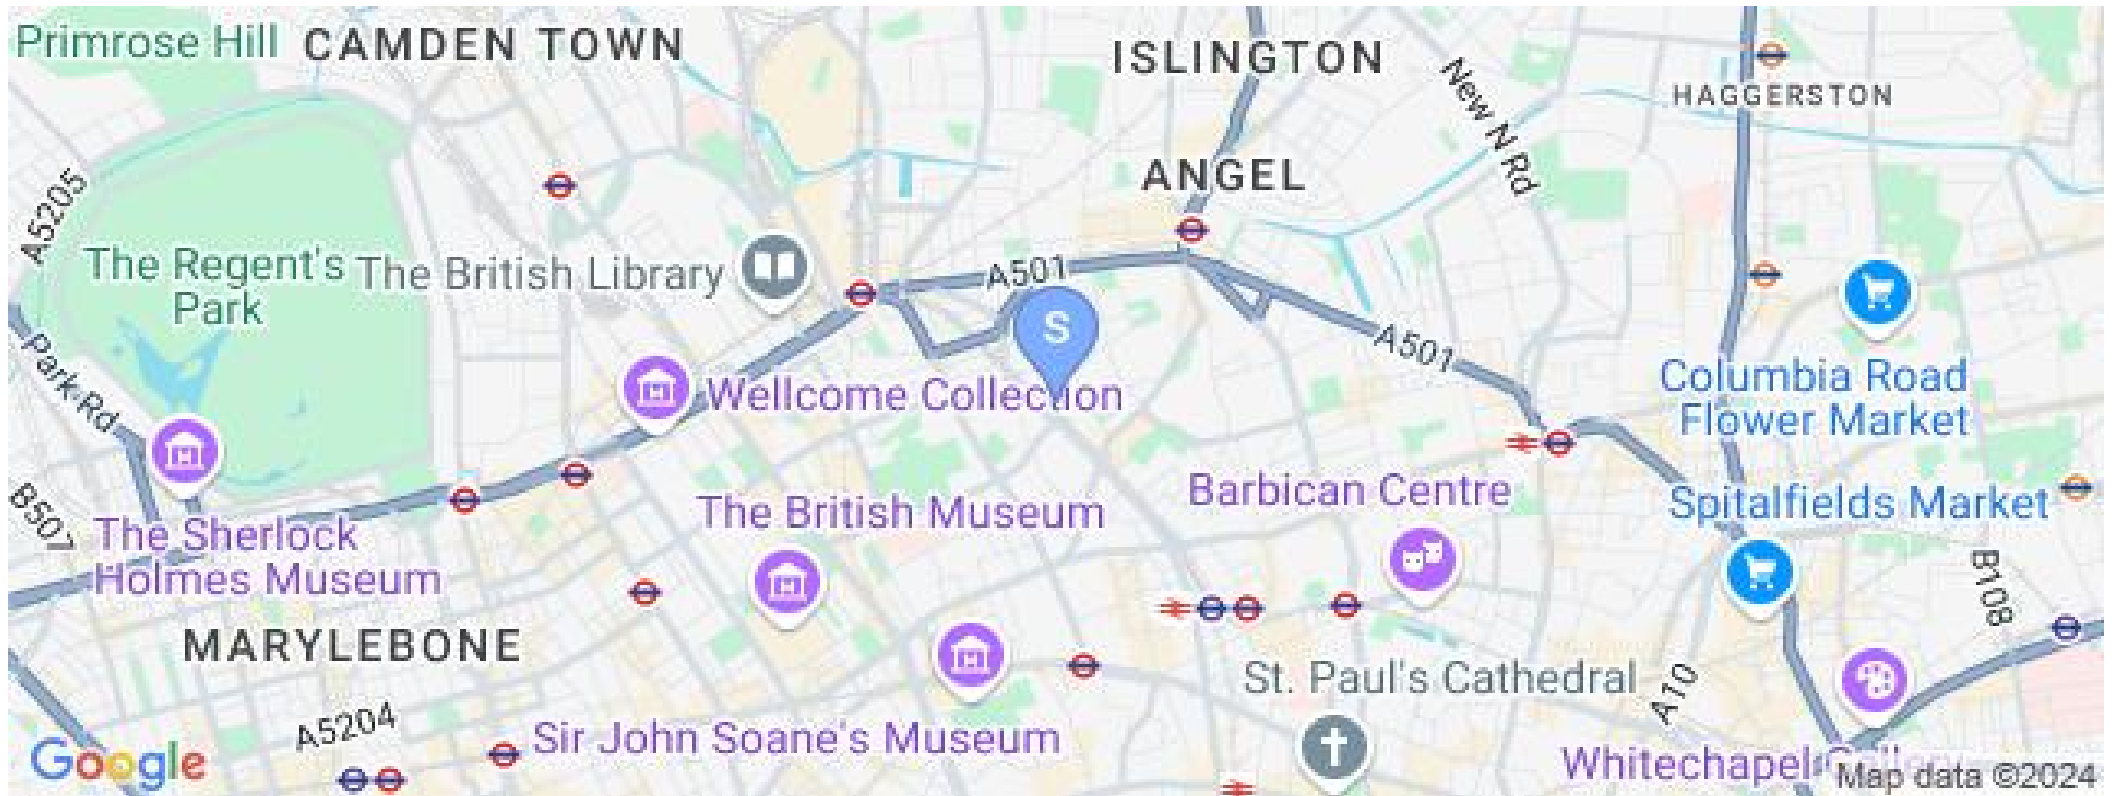 Primrose Hill
CAMDEN TOWN
ISLINGTON
New N Rd
HAGGERSTON
A5205
ANGEL
The Regent's
Park
The British Library
A501
S
Park Rd
Wellcome Collection
A501
Columbia Road
Flower Market
B507
The Sherlock
Holmes Museum
The British Museum
Barbican Centre
Spitalfields Market
B108
MARYLEBONE
St. Paul's Cathedral
A10
A5204
Sir John Soane's Museum
Whitechapel
Google
Map data ©2024